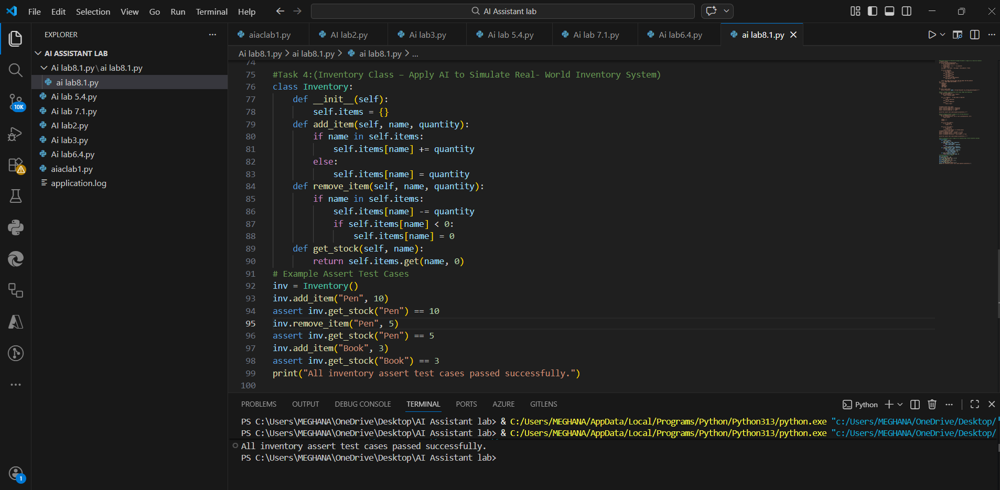 File Edit Selection View Go Run Terminal Help
AI Assistant lab
EXPLORER
AI ASSISTANT LAB
Ai lab8.1.py\ai lab8.1.py
ai lab8.1.py
Ai lab 5.4.py
Ai lab 7.1.py
AI lab2.py
Ai lab3.py
Ai lab6.4.py
aiaclab1.py
application.log
10K
1
aiaclab1.py AI lab2.py Ai lab3.py Ai lab 5.4.py Ai lab 7.1.py Ai lab6.4.py ai lab8.1.py
Ai lab8.1.py > ai lab8.1.py > ai lab8.1.py > ...
74
75 #Task 4:(Inventory Class – Apply AI to Simulate Real- World Inventory System)
76 class Inventory:
77     def __init__(self):
78         self.items = {}
79     def add_item(self, name, quantity):
80         if name in self.items:
81             self.items[name] += quantity
82         else:
83             self.items[name] = quantity
84     def remove_item(self, name, quantity):
85         if name in self.items:
86             self.items[name] -= quantity
87             if self.items[name] < 0:
88                 self.items[name] = 0
89     def get_stock(self, name):
90         return self.items.get(name, 0)
91 # Example Assert Test Cases
92 inv = Inventory()
93 inv.add_item("Pen", 10)
94 assert inv.get_stock("Pen") == 10
95 inv.remove_item("Pen", 5)
96 assert inv.get_stock("Pen") == 5
97 inv.add_item("Book", 3)
98 assert inv.get_stock("Book") == 3
99 print("All inventory assert test cases passed successfully.")
100
PROBLEMS OUTPUT DEBUG CONSOLE TERMINAL PORTS AZURE GITLENS
Python
PS C:\Users\MEGHANA\OneDrive\Desktop\AI Assistant lab> & C:/Users/MEGHANA/AppData/Local/Programs/Python/Python313/python.exe "c:/Users/MEGHANA/OneDrive/Desktop/
PS C:\Users\MEGHANA\OneDrive\Desktop\AI Assistant lab> & C:/Users/MEGHANA/AppData/Local/Programs/Python/Python313/python.exe "c:/Users/MEGHANA/OneDrive/Desktop/
All inventory assert test cases passed successfully.
PS C:\Users\MEGHANA\OneDrive\Desktop\AI Assistant lab>